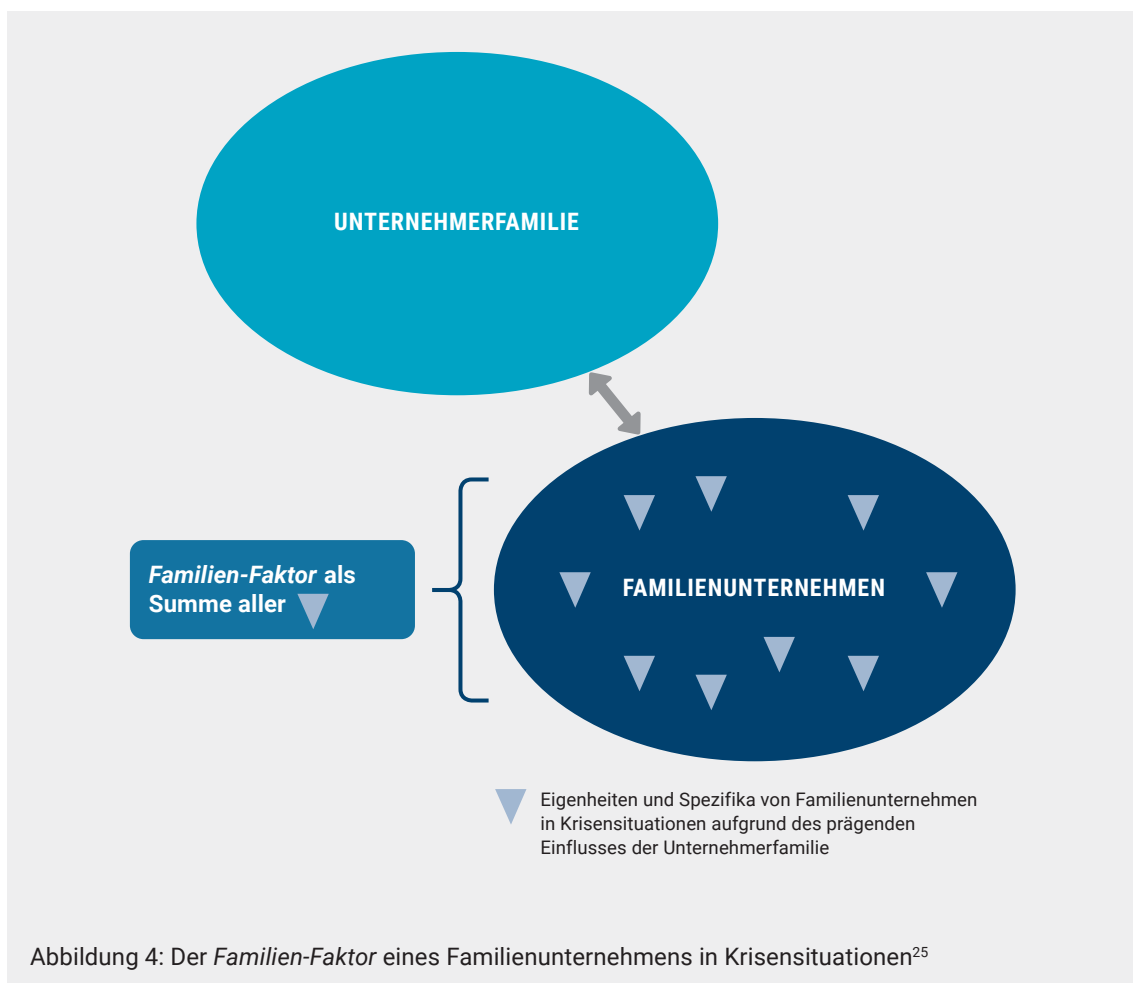 UNTERNEHMERFAMILIE
Familien-Faktor als
Summe aller
FAMILIENUNTERNEHMEN
Eigenheiten und Spezifika von Familienunternehmen
in Krisensituationen aufgrund des prägenden
Einflusses der Unternehmerfamilie
Abbildung 4: Der Familien-Faktor eines Familienunternehmens in Krisensituationen²⁵